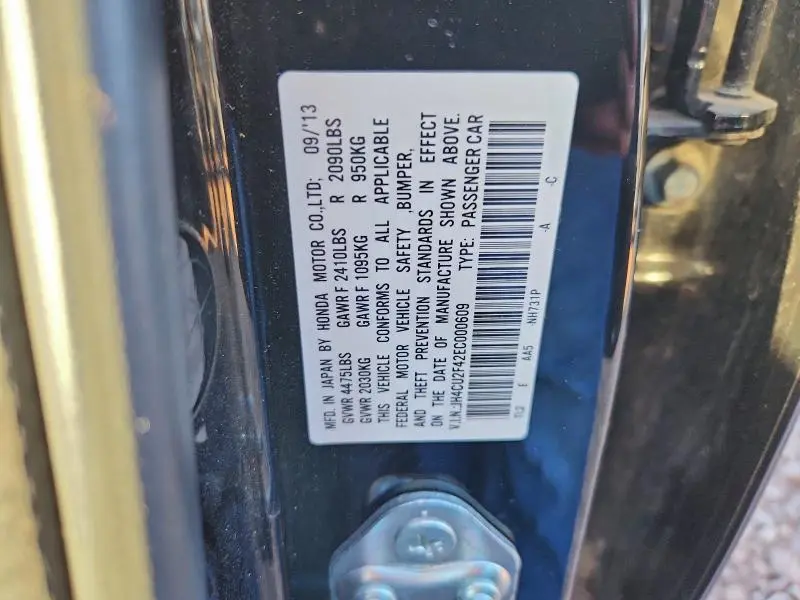 MFD. IN JAPAN BY HONDA MOTOR CO.,LTD; 09/'13
GVWR 4475LBS GAWR F 2410LBS R 2090LBS
GVWR 2030KG GAWR F 1095KG R 950KG
THIS VEHICLE CONFORMS TO ALL APPLICABLE
FEDERAL MOTOR VEHICLE SAFETY ,BUMPER,
AND THEFT PREVENTION STANDARDS IN EFFECT
ON THE DATE OF MANUFACTURE SHOWN ABOVE.
V.I.N.:JH4CU2F42EC000609 TYPE: PASSENGER CAR
E AA5 -NH731P -A -C